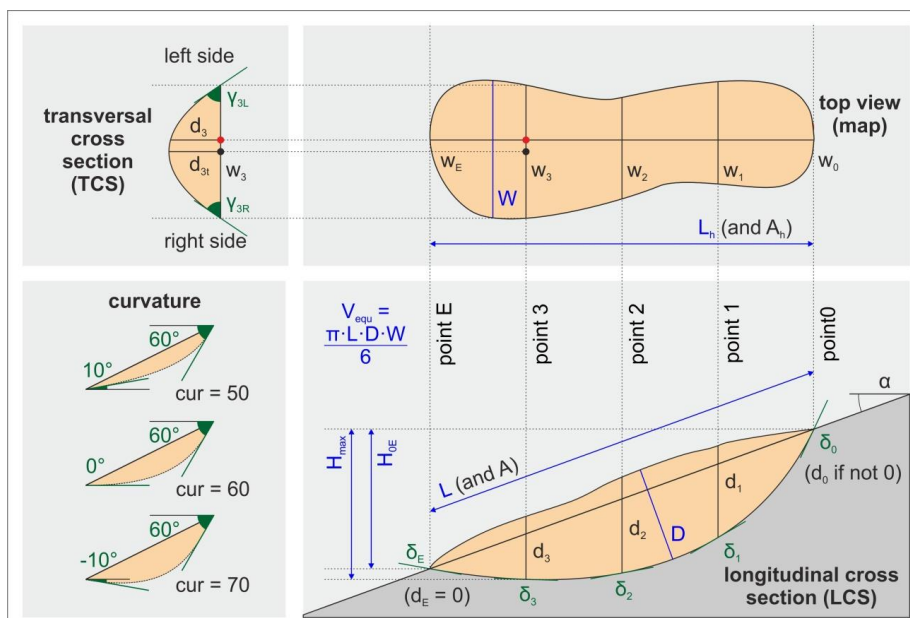 left side
γ3L
transversal
cross
section
(TCS)
d3
d3t
w3
γ3R
right side
top view
(map)
wE
w3
w2
w1
w0
W
Lh (and Ah)
curvature
60°
10°
cur = 50
60°
0°
cur = 60
60°
-10°
cur = 70
Vequ =
π·L·D·W
6
point E
point 3
point 2
point 1
point0
α
Hmax
H0E
L (and A)
δ0
(d0 if not 0)
d1
d2
D
d3
δE
δ1
(dE = 0)
δ3
δ2
longitudinal cross
section (LCS)